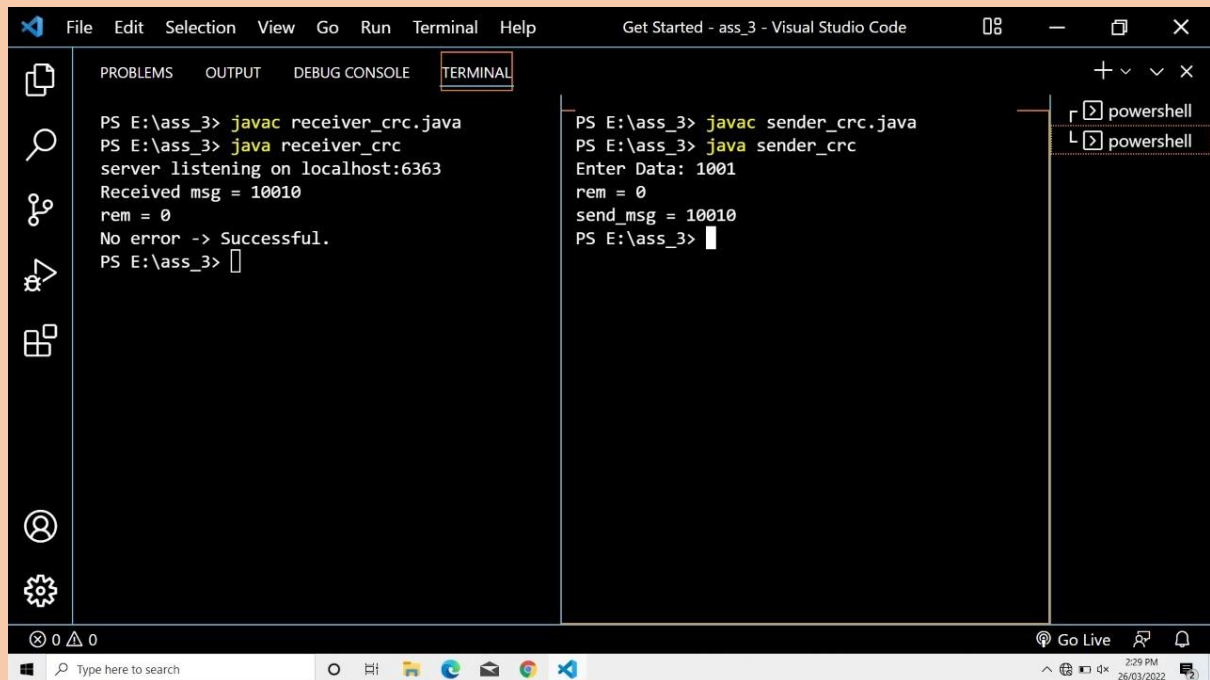 File Edit Selection View Go Run Terminal Help
Get Started - ass_3 - Visual Studio Code
PROBLEMS OUTPUT DEBUG CONSOLE TERMINAL
PS E:\ass_3> javac receiver_crc.java
PS E:\ass_3> java receiver_crc
server listening on localhost:6363
Received msg = 10010
rem = 0
No error -> Successful.
PS E:\ass_3>
PS E:\ass_3> javac sender_crc.java
PS E:\ass_3> java sender_crc
Enter Data: 1001
rem = 0
send_msg = 10010
PS E:\ass_3>
powershell
powershell
0 0
Go Live
Type here to search
2:29 PM
26/03/2022
2